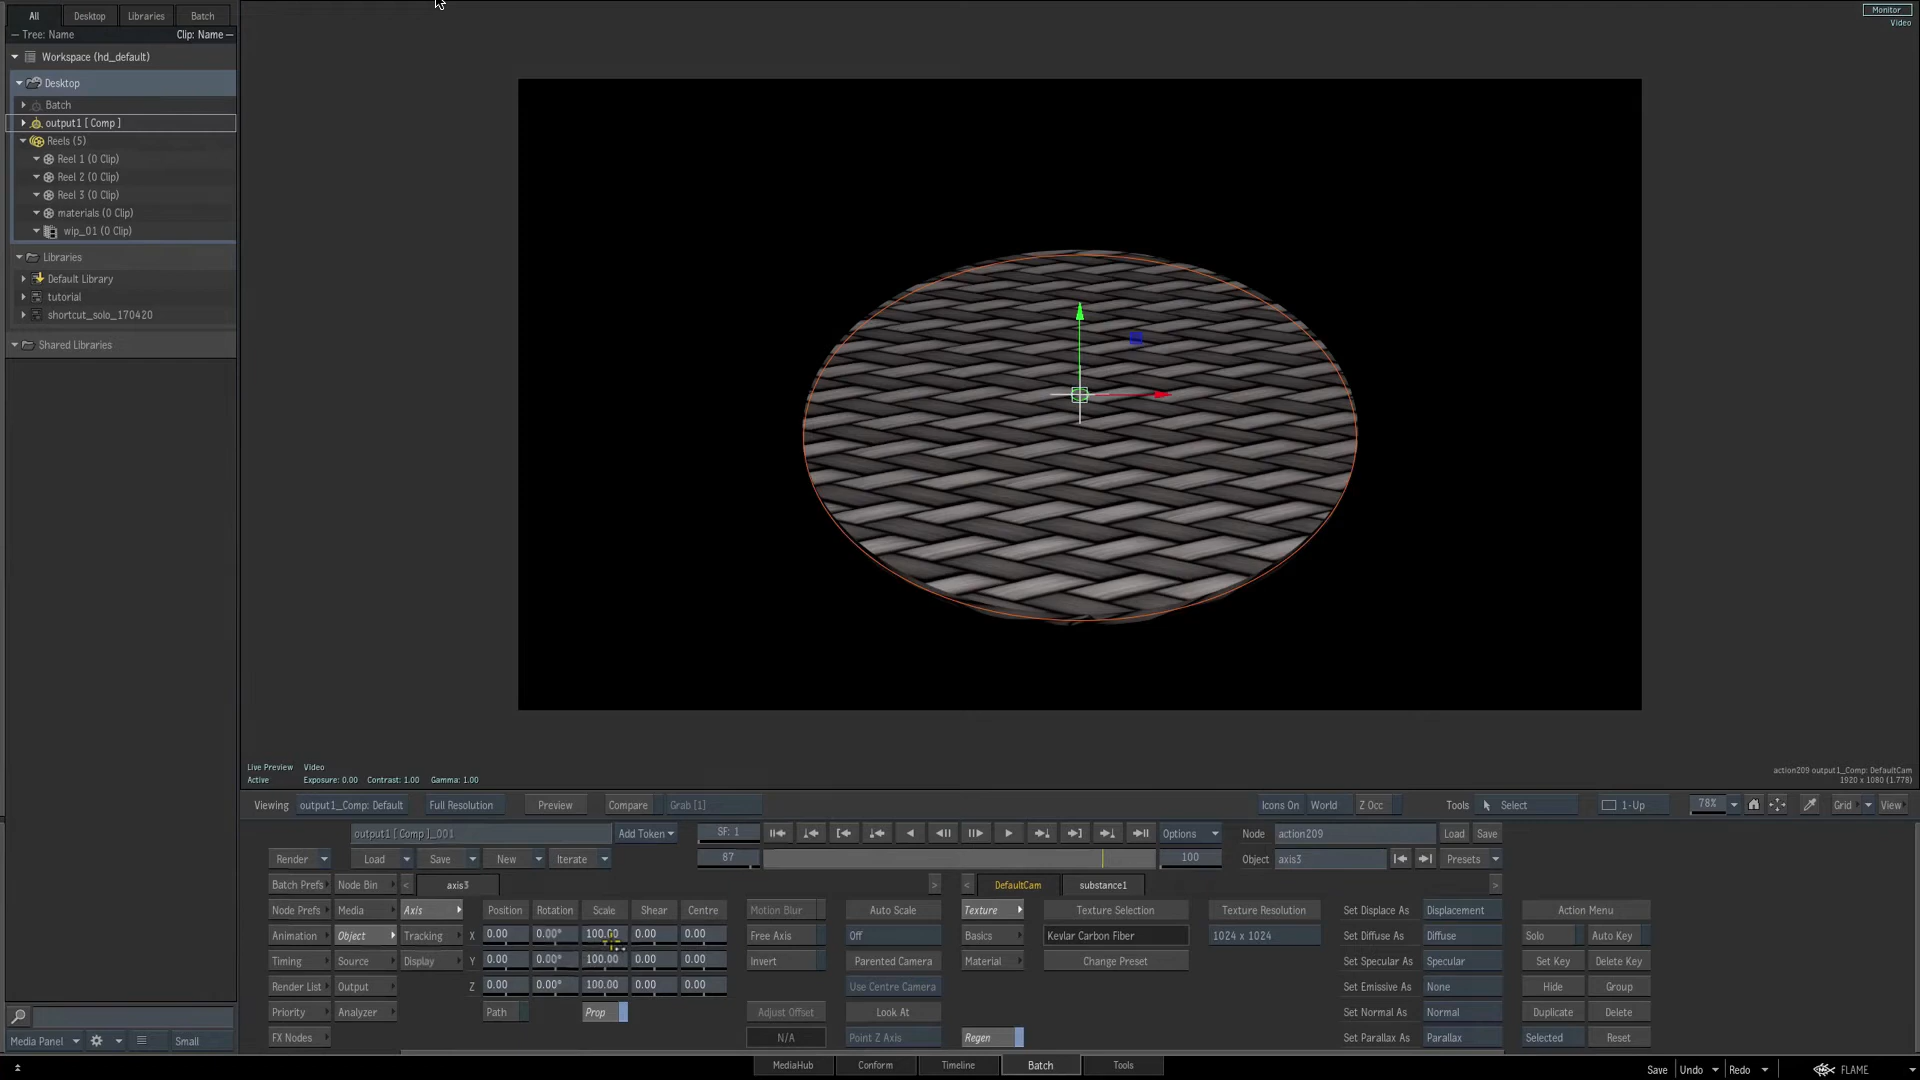 All Desktop Libraries Batch
Tree: Name Clip: Name
Workspace (hd_default)
Desktop
Batch
output1 [ Comp ]
Reels (5)
Reel 1 (0 Clip)
Reel 2 (0 Clip)
Reel 3 (0 Clip)
materials (0 Clip)
wip_01 (0 Clip)
Libraries
Default Library
tutorial
shortcut_solo_170420
Shared Libraries
Media Panel Small
Monitor
Video
Live Preview Video
Active Exposure: 0.00 Contrast: 1.00 Gamma: 1.00
action209 output1_Comp: DefaultCam
1920 x 1080 (1.778)
Viewing output1_Comp: Default Full Resolution Preview Compare Grab [1] Icons On World Z Occ Tools Select 1-Up 78% Grid View
output1 [ Comp ]_001 Add Token SF: 1 Options Node action209 Load Save
Render Load Save New Iterate 87 100 Object axis3 Presets
Batch Prefs Node Bin < axis3 > < DefaultCam substance1 >
Node Prefs Media Axis Position Rotation Scale Shear Centre Motion Blur Auto Scale Texture Texture Selection Texture Resolution Set Displace As Displacement Action Menu
Animation Object Tracking X 0.00 0.00° 100.00 0.00 0.00 Free Axis Off Basics Kevlar Carbon Fiber 1024 x 1024 Set Diffuse As Diffuse Solo Auto Key
Timing Source Display Y 0.00 0.00° 100.00 0.00 0.00 Invert Parented Camera Material Change Preset Set Specular As Specular Set Key Delete Key
Render List Output Z 0.00 0.00° 100.00 0.00 0.00 Use Centre Camera Set Emissive As None Hide Group
Priority Analyzer Path Prop Adjust Offset Look At Set Normal As Normal Duplicate Delete
FX Nodes N/A Point Z Axis Regen Set Parallax As Parallax Selected Reset
MediaHub Conform Timeline Batch Tools Save Undo Redo FLAME